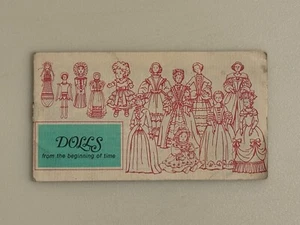 DOLLS
from the beginning of time